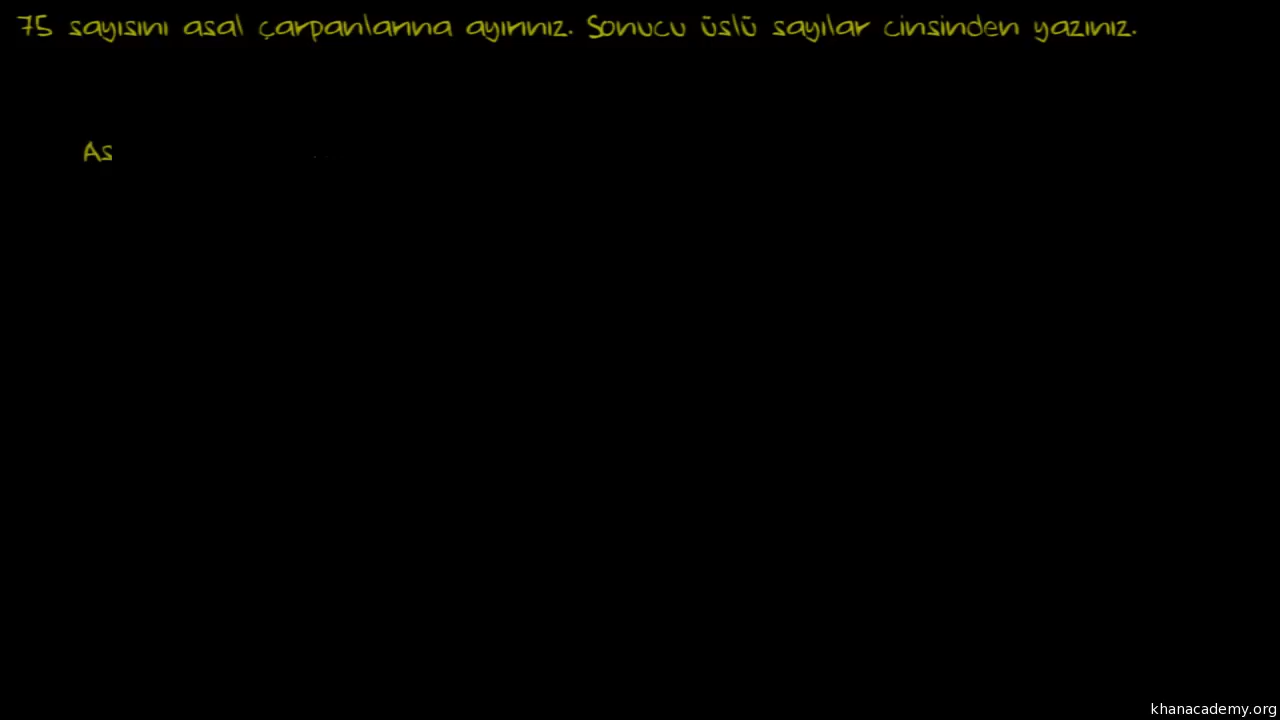 75 sayısını asal çarpanlarına ayırınız. Sonucu üslü sayılar cinsinden yazınız.
As
khanacademy.org